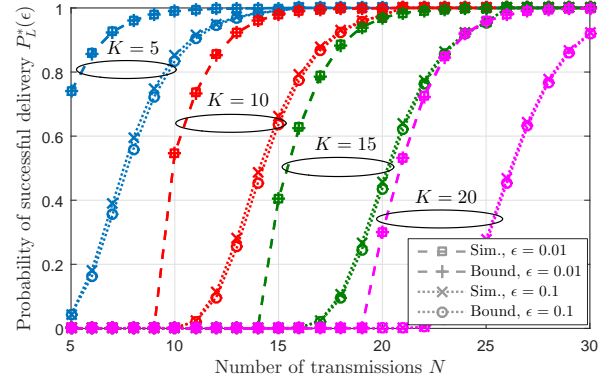 Probability of successful delivery P*_L(ϵ)
1
0.8
0.6
0.4
0.2
0
K = 5
K = 10
K = 15
K = 20
Sim., ϵ = 0.01
Bound, ϵ = 0.01
Sim., ϵ = 0.1
Bound, ϵ = 0.1
5 10 15 20 25 30
Number of transmissions N